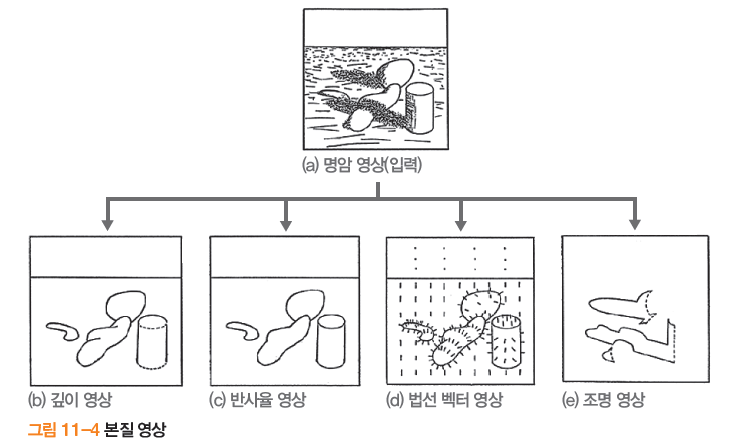 (a) 명암 영상(입력)
(b) 깊이 영상
(c) 반사율 영상
(d) 법선 벡터 영상
(e) 조명 영상
그림 11-4 본질 영상